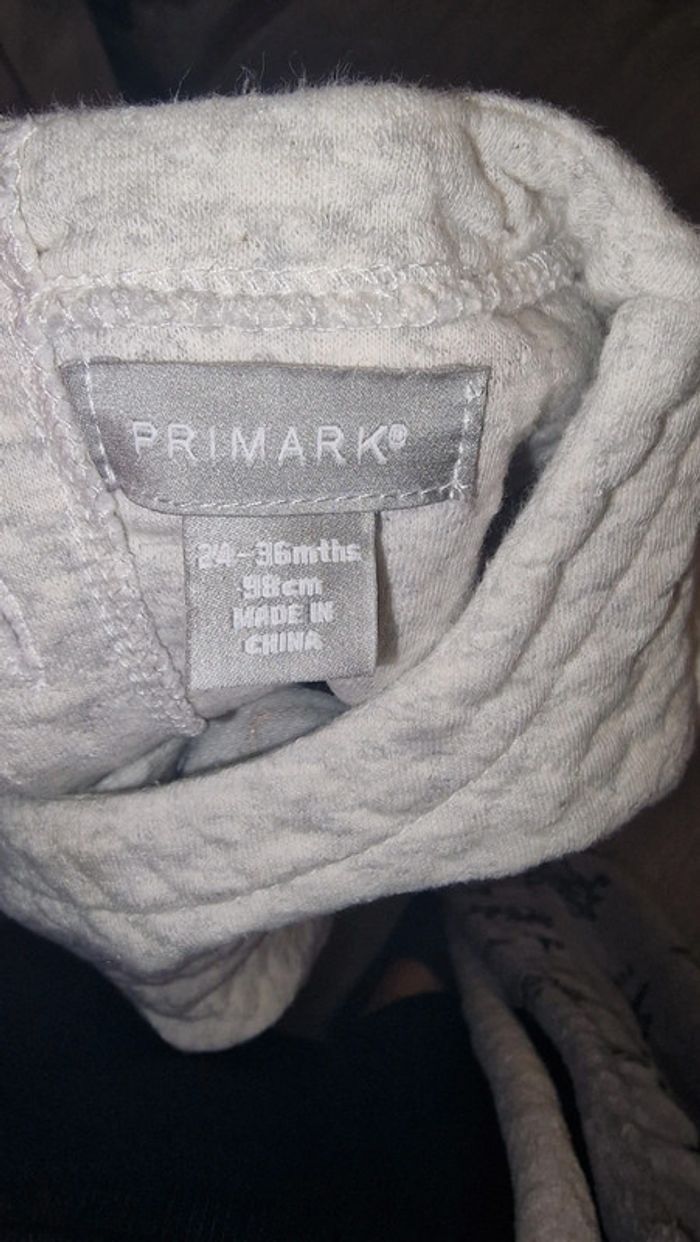 PRIMARK®
24-36mths
98cm
MADE IN
CHINA